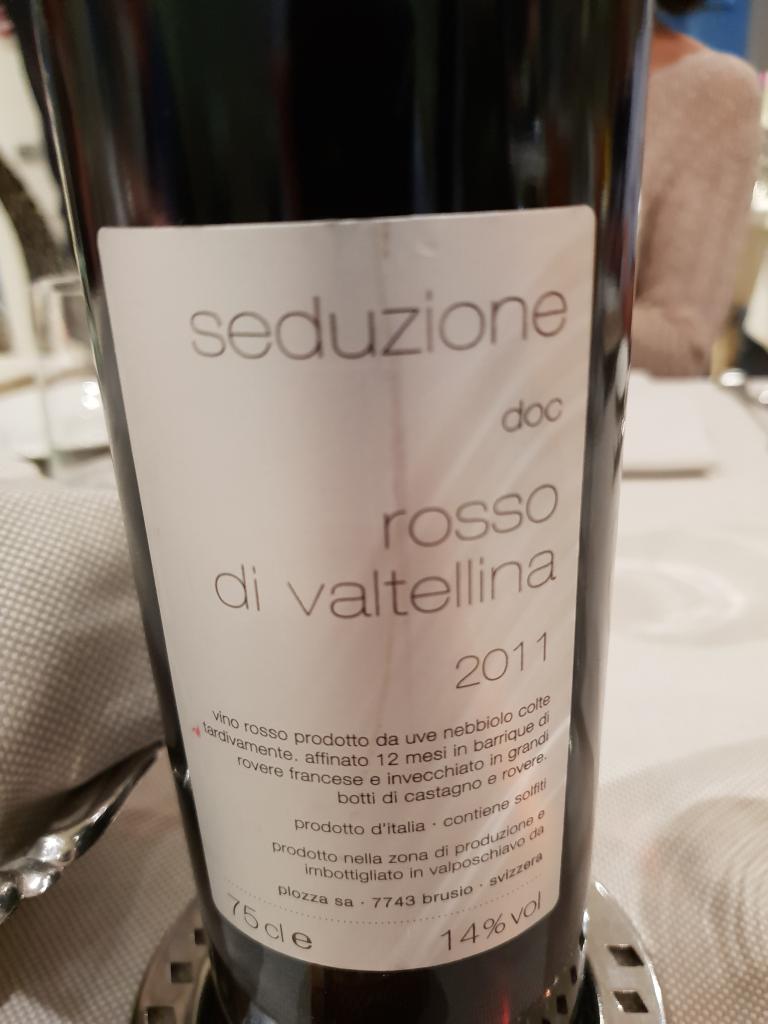 seduzione
doc
rosso
di valtellina
2011
vino rosso prodotto da uve nebbiolo colte
tardivamente. affinato 12 mesi in barrique di
rovere francese e invecchiato in grandi
botti di castagno e rovere.
prodotto d'italia · contiene solfiti
prodotto nella zona di produzione e
imbottigliato in valposchiavo da
plozza sa · 7743 brusio · svizzera
75 cl e 14% vol